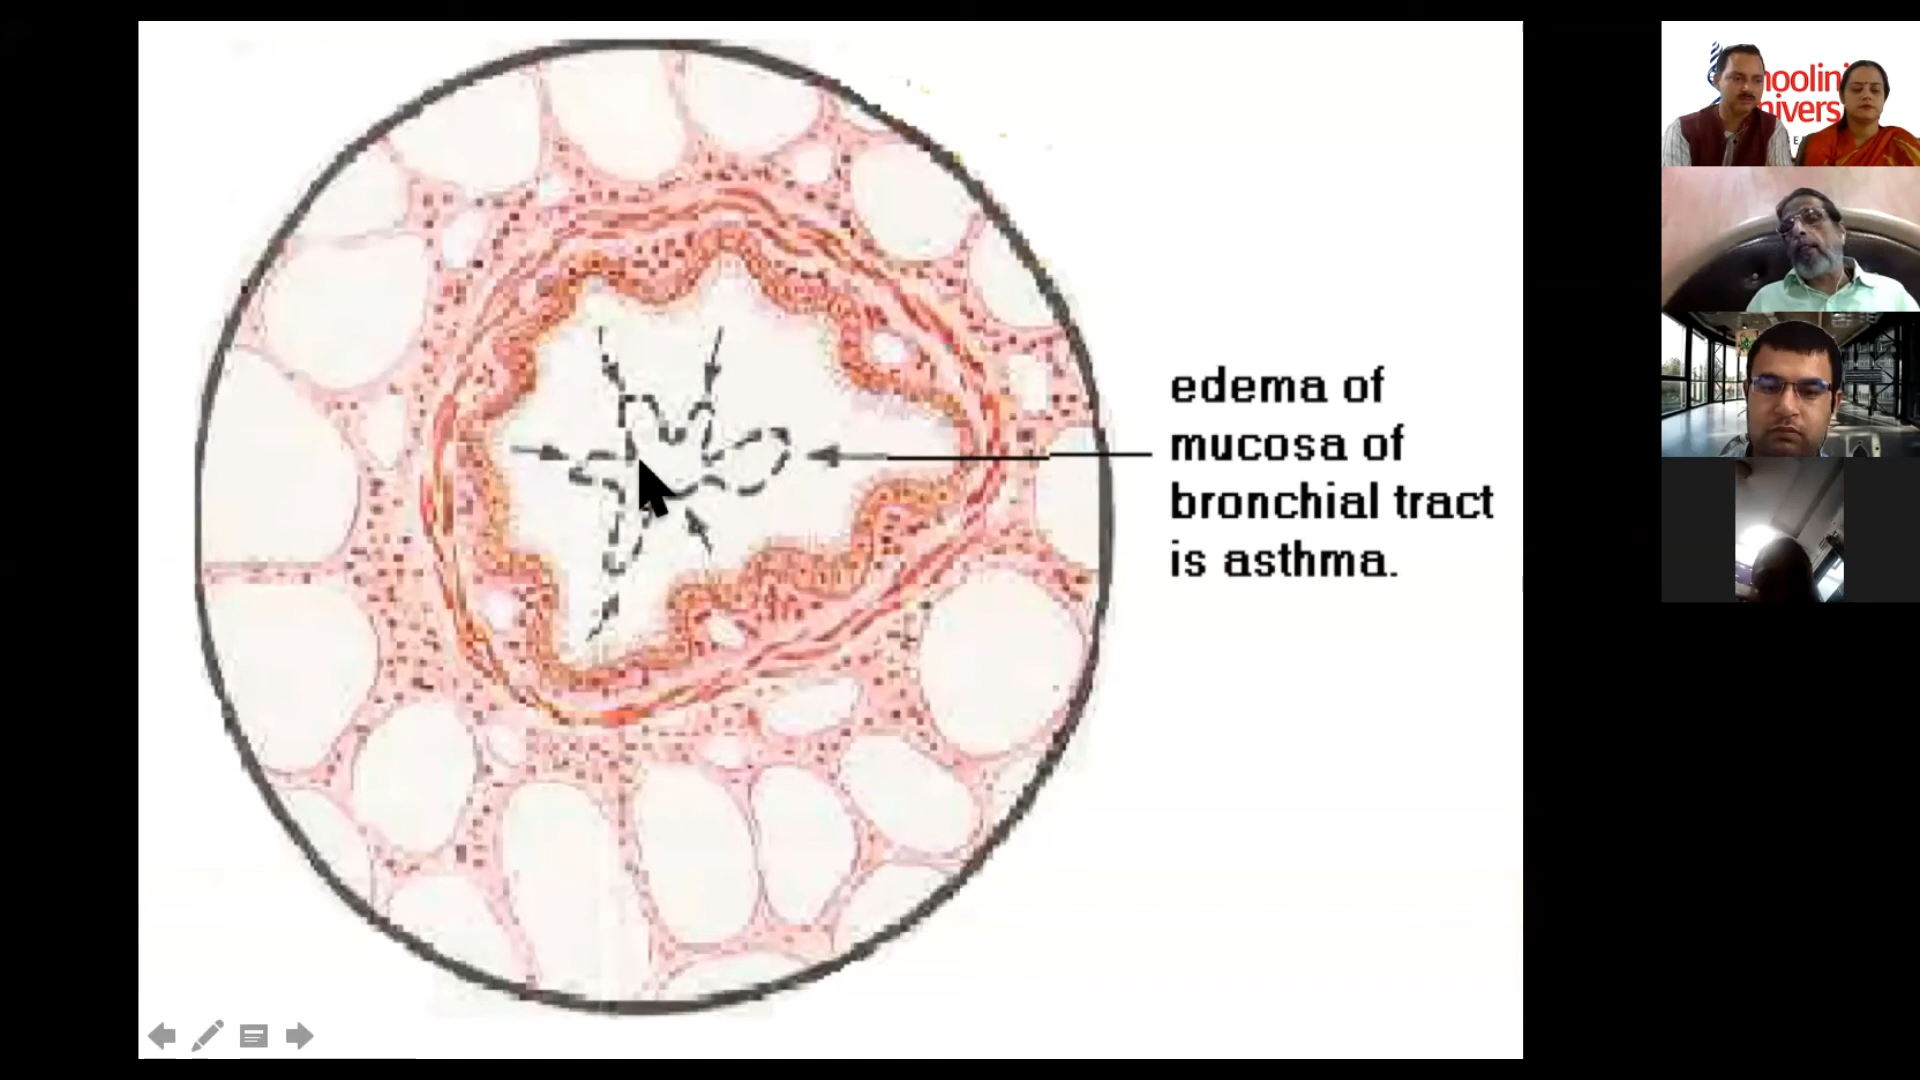 edema of
mucosa of
bronchial tract
is asthma.